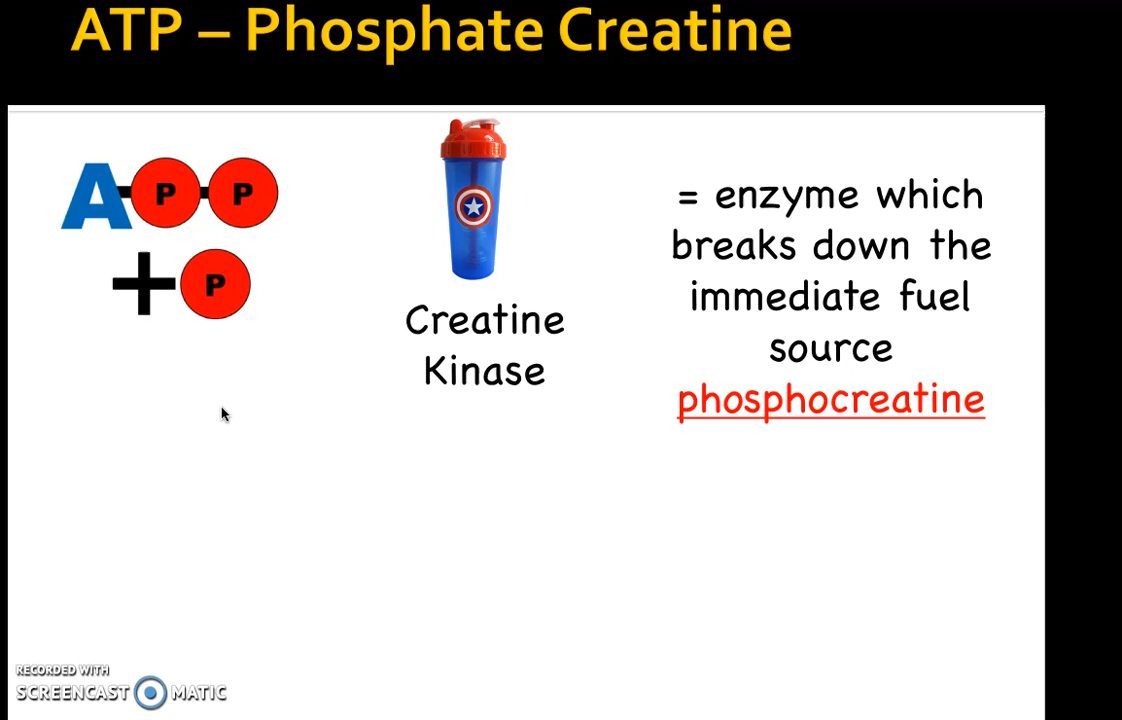 ATP – Phosphate Creatine
A P P
+ P
Creatine
Kinase
= enzyme which
breaks down the
immediate fuel
source
phosphocreatine
RECORDED WITH
SCREENCAST MATIC